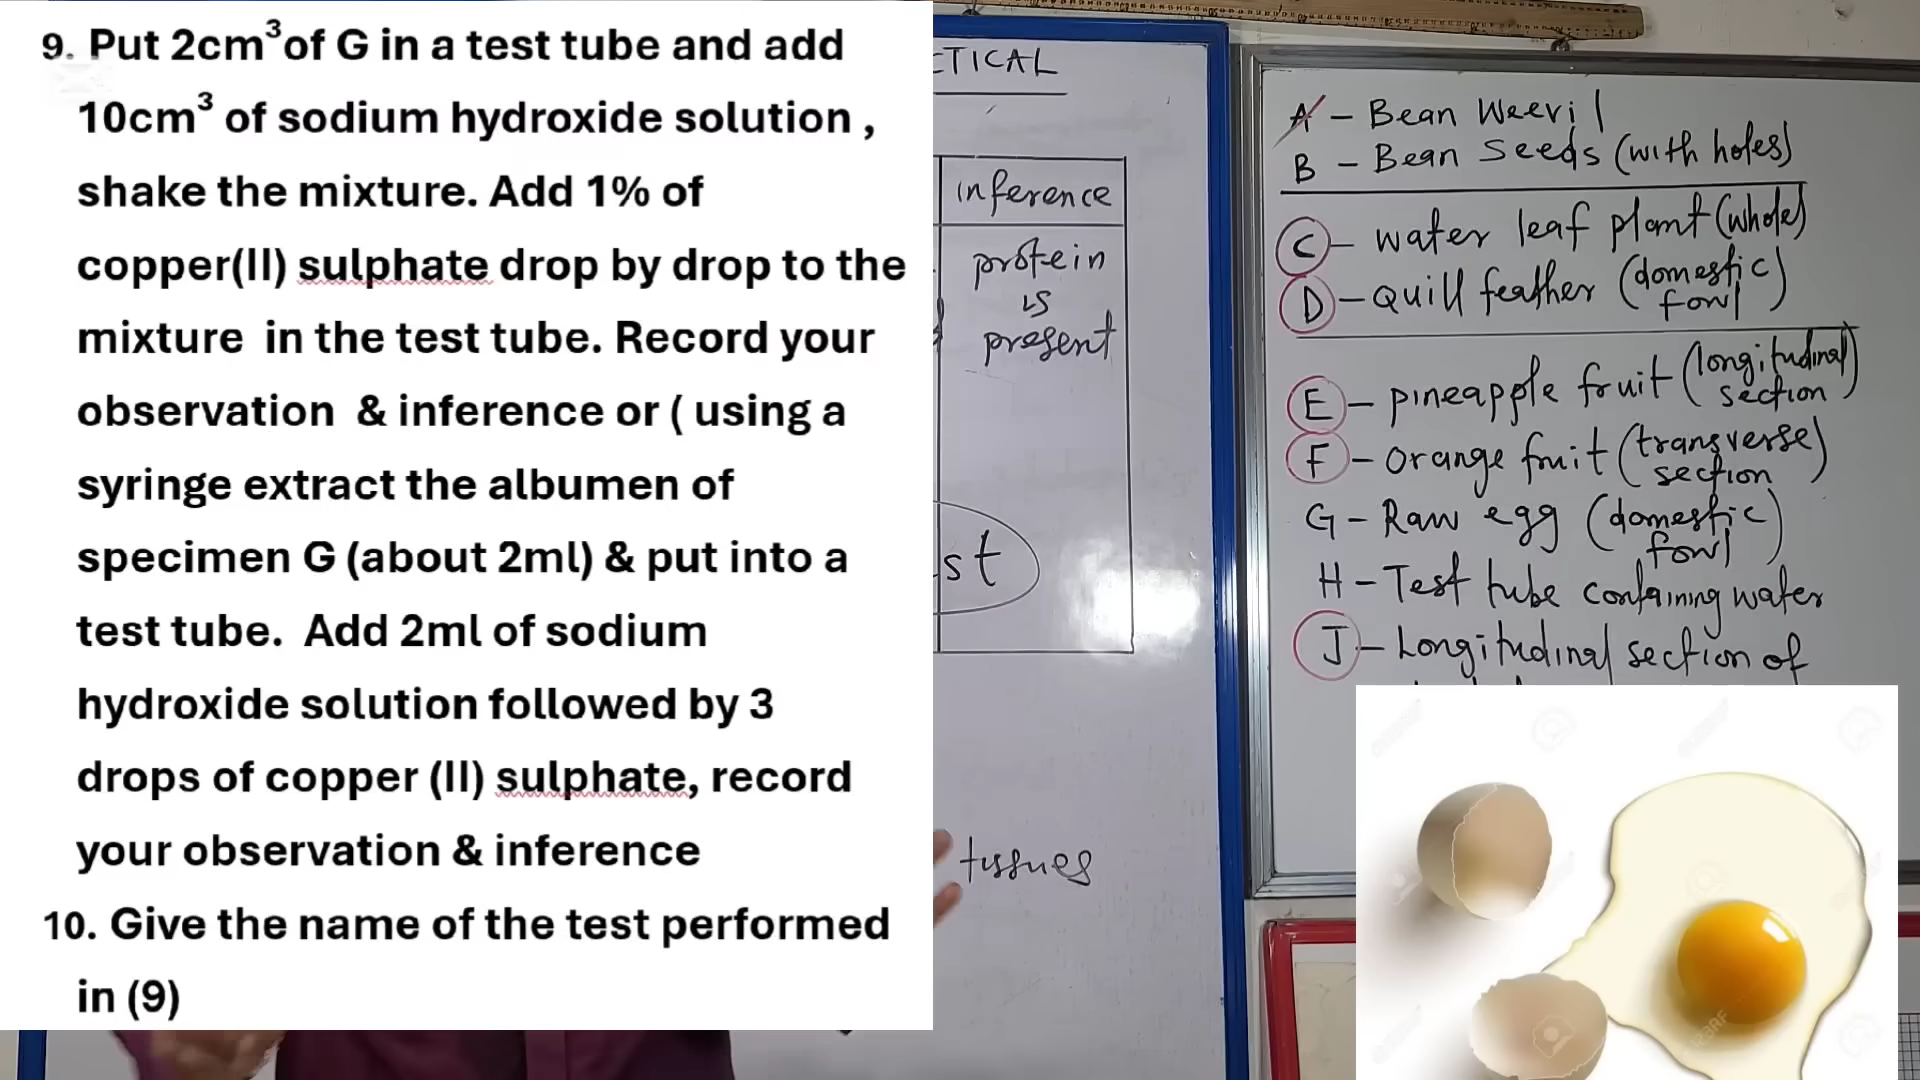 9. Put 2cm³of G in a test tube and add
10cm³ of sodium hydroxide solution ,
shake the mixture. Add 1% of
copper(II) sulphate drop by drop to the
mixture in the test tube. Record your
observation & inference or ( using a
syringe extract the albumen of
specimen G (about 2ml) & put into a
test tube. Add 2ml of sodium
hydroxide solution followed by 3
drops of copper (II) sulphate, record
your observation & inference
10. Give the name of the test performed
in (9)
CTICAL
inference
protein
is
present
st
tissues
A - Bean Weevil
B - Bean Seeds (with holes)
C - water leaf plant (whole)
D - Quill feather (domestic
fowl)
E - pineapple fruit (longitudinal
section)
F - Orange fruit (transverse
section)
G - Raw egg (domestic
fowl)
H - Test tube containing water
J - Longitudinal section of
123RF